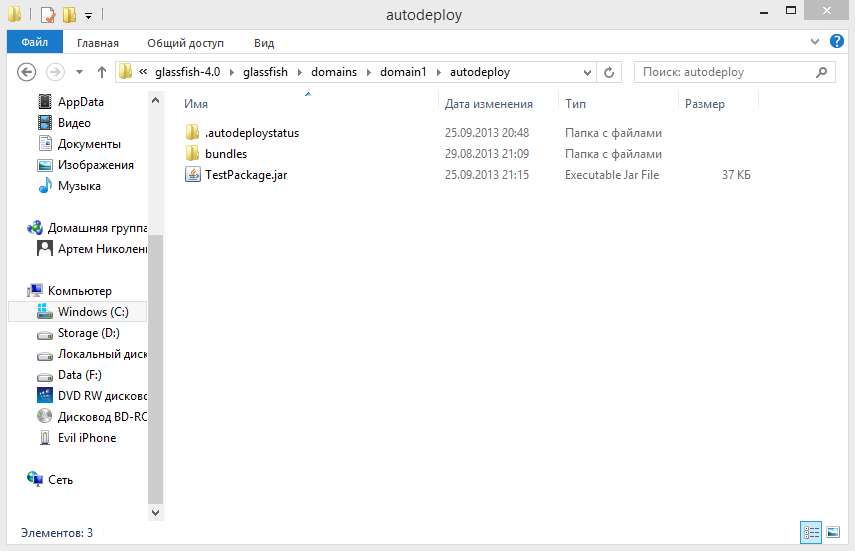 autodeploy
Файл Главная Общий доступ Вид
« glassfish-4.0 glassfish domains domain1 autodeploy Поиск: autodeploy
Имя Дата изменения Тип Размер
.autodeploystatus 25.09.2013 20:48 Папка с файлами
bundles 29.08.2013 21:09 Папка с файлами
TestPackage.jar 25.09.2013 21:15 Executable Jar File 37 КБ
AppData
Видео
Документы
Изображения
Музыка
Домашняя группа
Артем Николен
Компьютер
Windows (C:)
Storage (D:)
Локальный диск
Data (F:)
DVD RW дисково
Дисковод BD-RO
Evil iPhone
Сеть
Элементов: 3